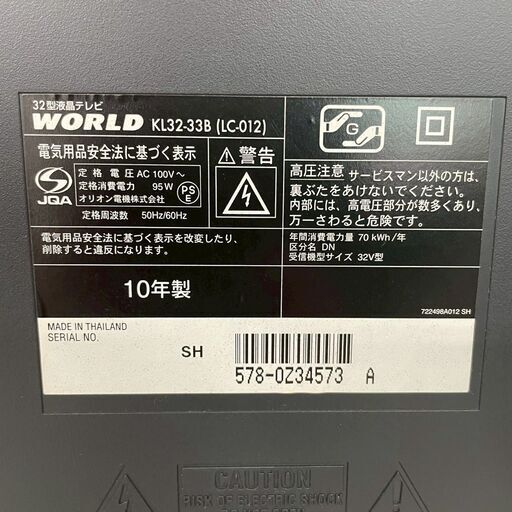 32型液晶テレビ
WORLD KL32-33B (LC-012)
電気用品安全法に基づく表示
JQA
定格電圧 AC 100V~
定格消費電力 95W
オリオン電機株式会社
定格周波数 50Hz/60Hz
PS
E
電気用品安全法に基づく表示を改変したり、
削除すると違反になります。
警告
G
高圧注意 サービスマン以外の方は、
裏ぶたをあけないでください。
内部には、高電圧部分が数多くあり、
万一さわると危険です。
年間消費電力量 70 kWh/年
区分名 DN
受信機型サイズ 32V型
10年製
722498A012 SH
MADE IN THAILAND
SERIAL NO.
SH
578-0Z34573 A
CAUTION
RISK OF ELECTRIC SHOCK
DO NOT OPEN